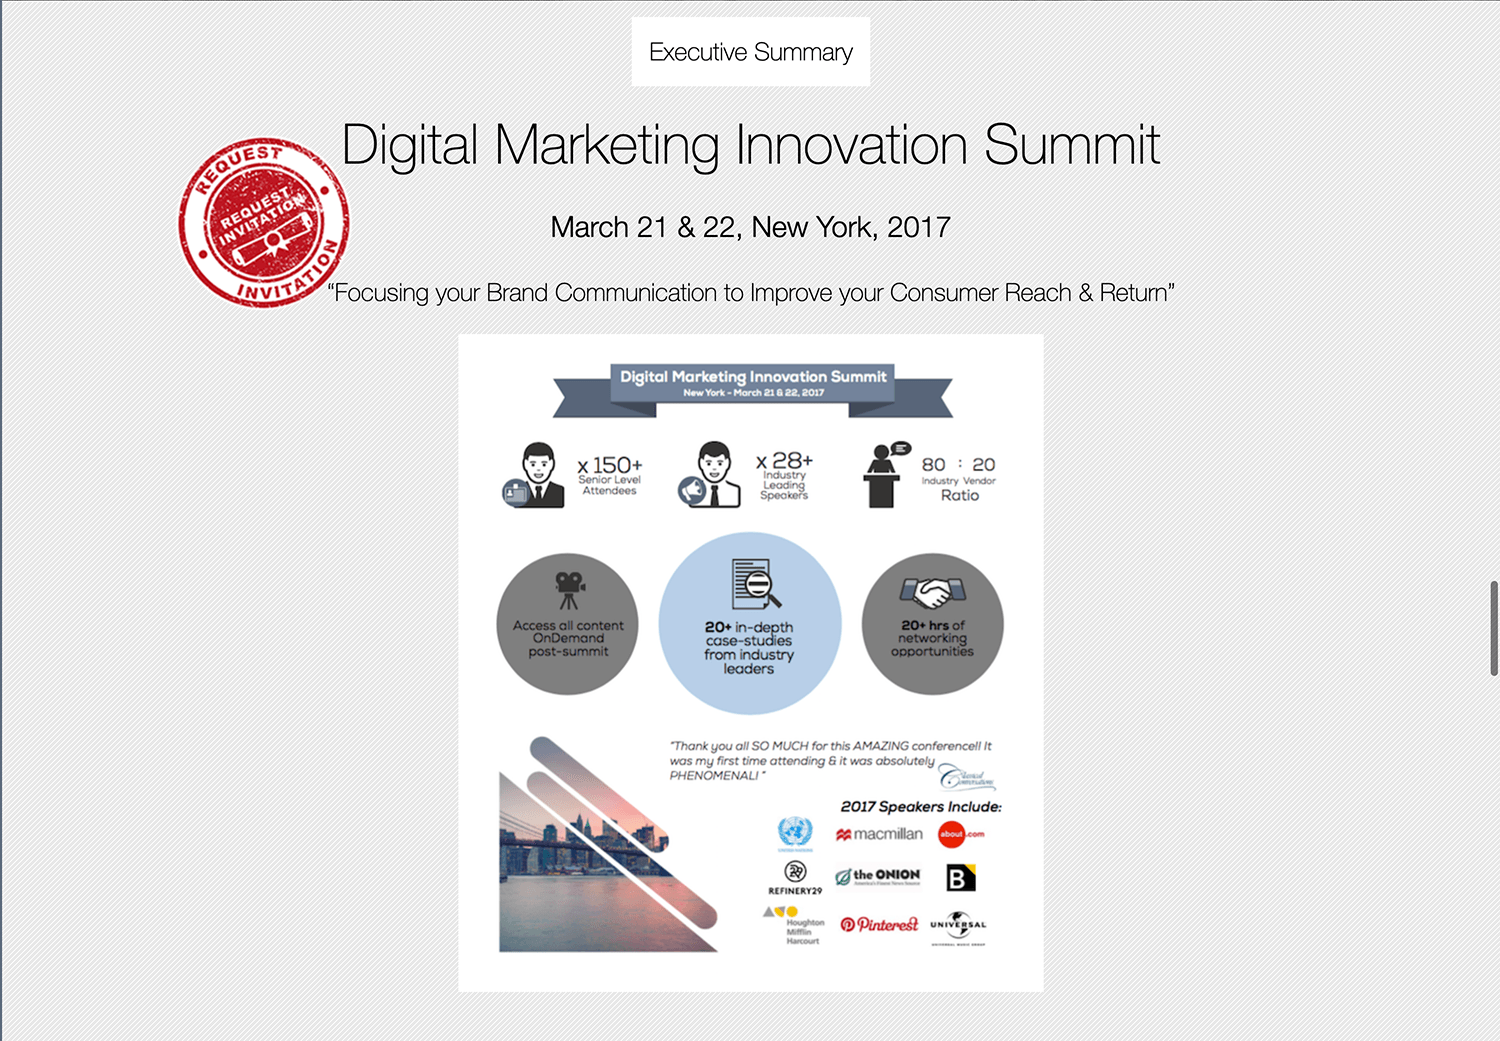 Executive Summary
Digital Marketing Innovation Summit
REQUEST
REQUEST
INVITATION
INVITATION
March 21 & 22, New York, 2017
“Focusing your Brand Communication to Improve your Consumer Reach & Return”
Digital Marketing Innovation Summit
New York - March 21 & 22, 2017
x 150+
Senior Level
Attendees
x 28+
Industry
Leading
Speakers
80 : 20
Industry Vendor
Ratio
Access all content
OnDemand
post-summit
20+ in-depth
case-studies
from industry
leaders
20+ hrs of
networking
opportunities
"Thank you all SO MUCH for this AMAZING conference!! It
was my first time attending & it was absolutely
PHENOMENAL! "
Classical
Conversations
2017 Speakers Include:
UNITED NATIONS
macmillan
about.com
REFINERY29
the ONION
America's Finest News Source
B
Houghton
Mifflin
Harcourt
Pinterest
UNIVERSAL
UNIVERSAL MUSIC GROUP